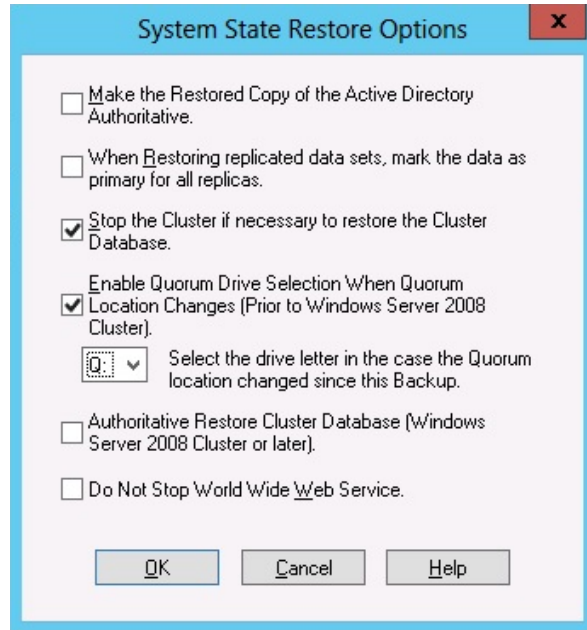 System State Restore Options
x
Make the Restored Copy of the Active Directory
Authoritative.
When Restoring replicated data sets, mark the data as
primary for all replicas.
Stop the Cluster if necessary to restore the Cluster
Database.
Enable Quorum Drive Selection When Quorum
Location Changes (Prior to Windows Server 2008
Cluster).
Q:
Select the drive letter in the case the Quorum
location changed since this Backup.
Authoritative Restore Cluster Database (Windows
Server 2008 Cluster or later).
Do Not Stop World Wide Web Service.
OK Cancel Help